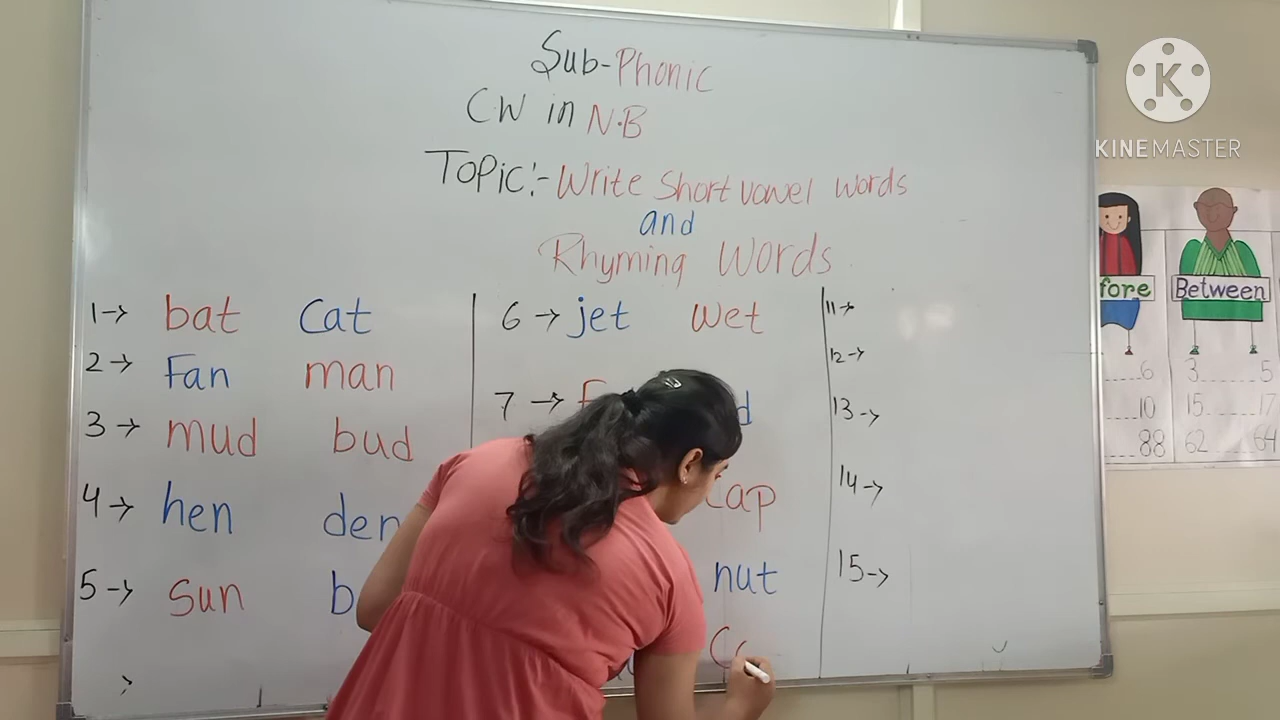 Sub-Phonic
CW in N.B
Topic:- Write Short vowel words
and
Rhyming Words
1-> bat cat
2-> Fan man
3-> mud bud
4-> hen den
5-> Sun
6-> jet wet
7->
cap
nut
11->
12->
13->
14->
15->
K
KINEMASTER
Between
6
10
88
3 5
15 17
62 64